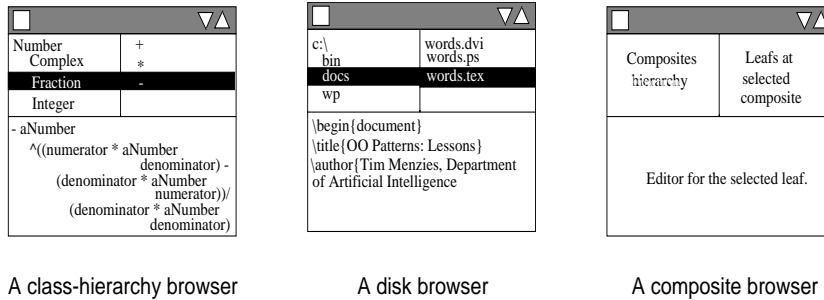 Number
Complex
Fraction
Integer
+
*
-
- aNumber
^((numerator * aNumber
denominator) -
(denominator * aNumber
numerator))/
(denominator * aNumber
denominator)
A class-hierarchy browser
c:\
bin
docs
wp
words.dvi
words.ps
words.tex
\begin{document}
\title{OO Patterns: Lessons}
\author{Tim Menzies, Department
of Artificial Intelligence
A disk browser
Composites
hierarchy
Leafs at
selected
composite
Editor for the selected leaf.
A composite browser